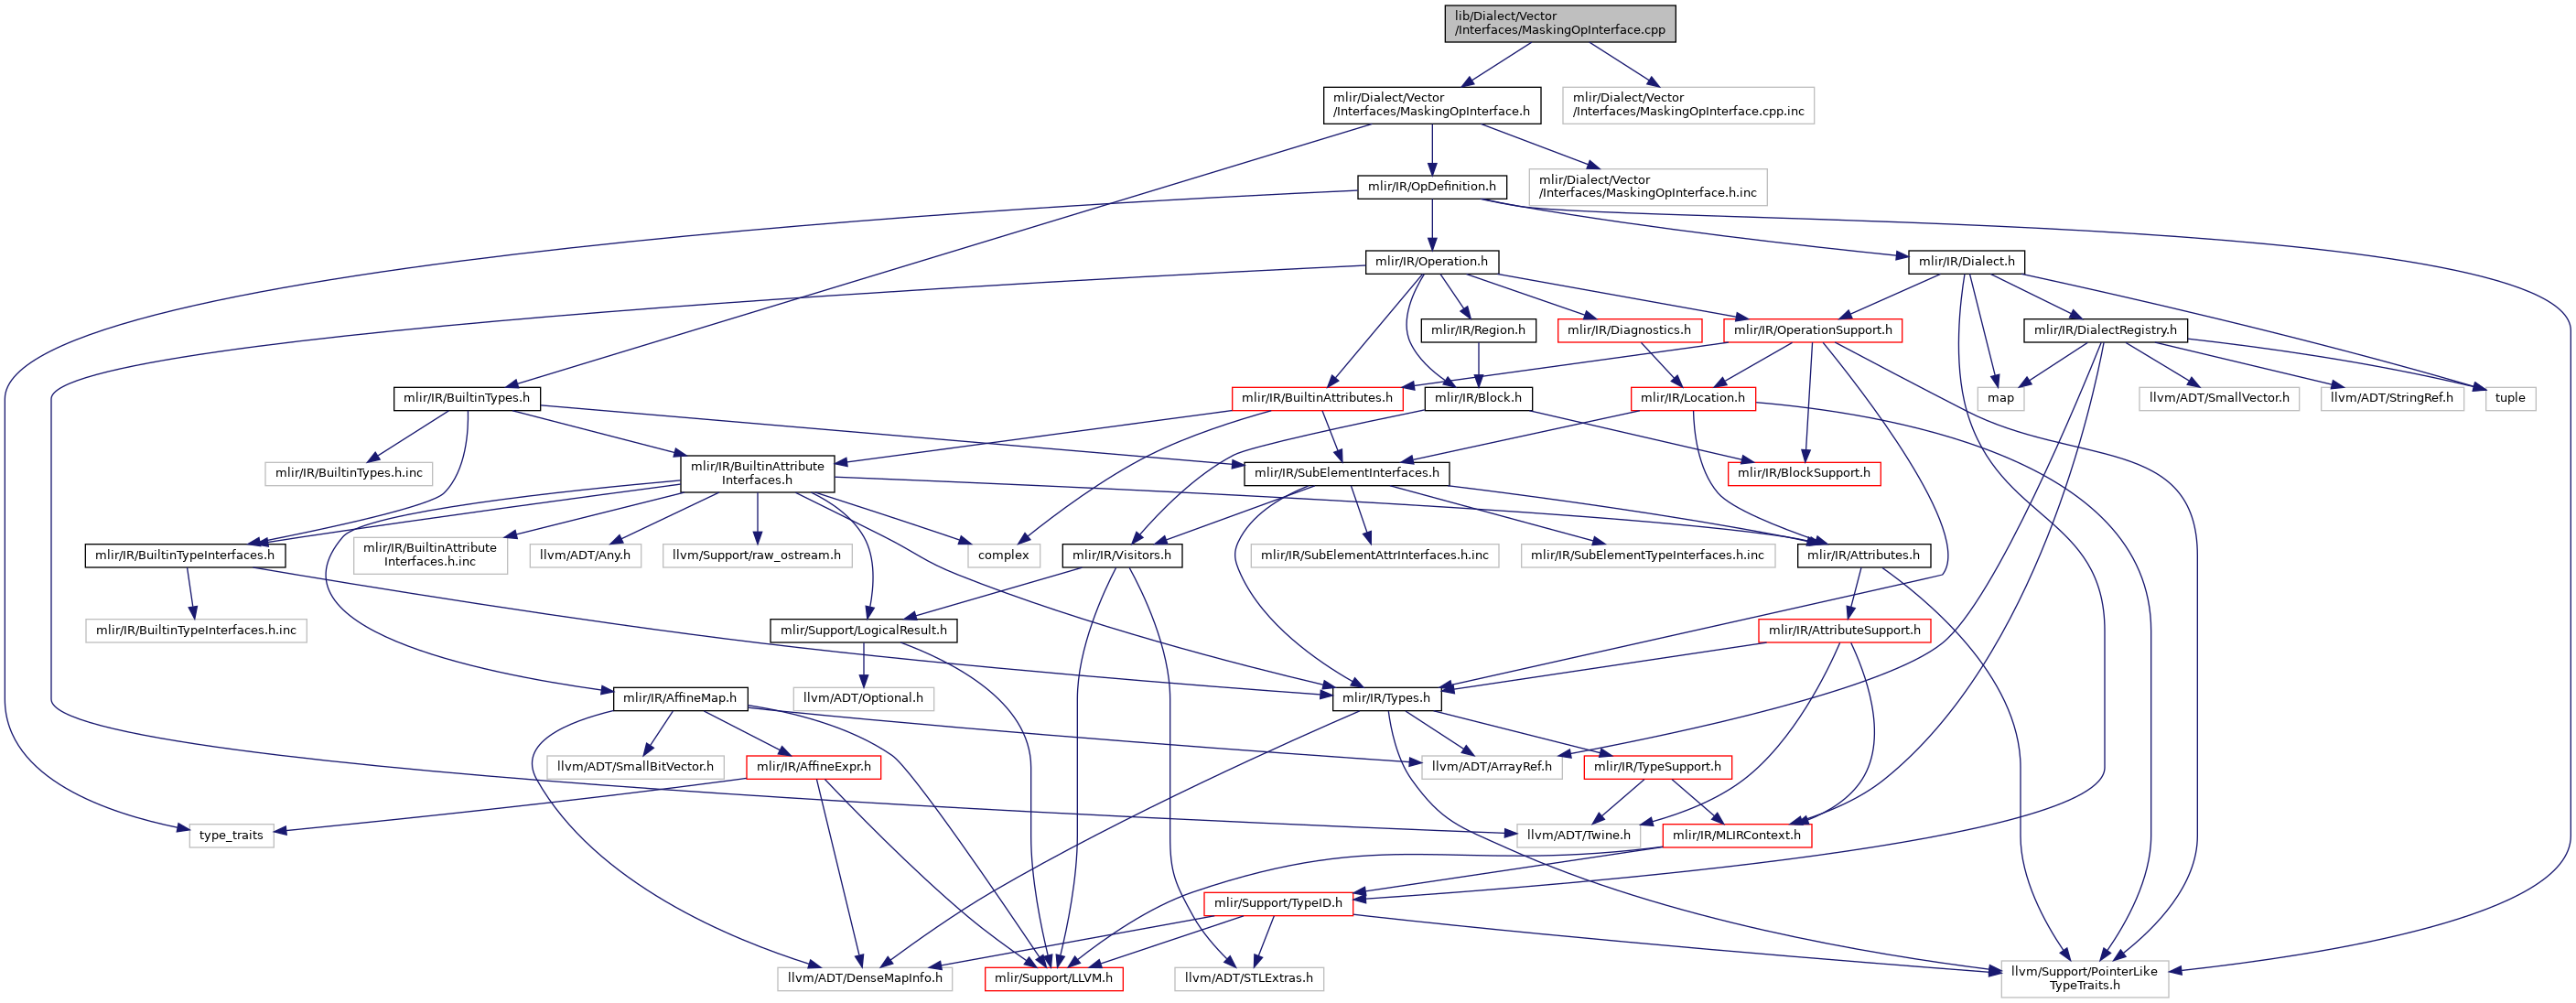 lib/Dialect/Vector
/Interfaces/MaskingOpInterface.cpp
mlir/Dialect/Vector
/Interfaces/MaskingOpInterface.h
mlir/Dialect/Vector
/Interfaces/MaskingOpInterface.cpp.inc
mlir/IR/OpDefinition.h
mlir/Dialect/Vector
/Interfaces/MaskingOpInterface.h.inc
mlir/IR/Operation.h
mlir/IR/Dialect.h
mlir/IR/Region.h
mlir/IR/Diagnostics.h
mlir/IR/OperationSupport.h
mlir/IR/DialectRegistry.h
mlir/IR/BuiltinTypes.h
mlir/IR/BuiltinAttributes.h
mlir/IR/Block.h
mlir/IR/Location.h
map
llvm/ADT/SmallVector.h
llvm/ADT/StringRef.h
tuple
mlir/IR/BuiltinTypes.h.inc
mlir/IR/BuiltinAttribute
Interfaces.h
mlir/IR/SubElementInterfaces.h
mlir/IR/BlockSupport.h
mlir/IR/BuiltinTypeInterfaces.h
mlir/IR/BuiltinAttribute
Interfaces.h.inc
llvm/ADT/Any.h
llvm/Support/raw_ostream.h
complex
mlir/IR/Visitors.h
mlir/IR/SubElementAttrInterfaces.h.inc
mlir/IR/SubElementTypeInterfaces.h.inc
mlir/IR/Attributes.h
mlir/IR/BuiltinTypeInterfaces.h.inc
mlir/Support/LogicalResult.h
mlir/IR/AttributeSupport.h
mlir/IR/AffineMap.h
llvm/ADT/Optional.h
mlir/IR/Types.h
llvm/ADT/SmallBitVector.h
mlir/IR/AffineExpr.h
llvm/ADT/ArrayRef.h
mlir/IR/TypeSupport.h
type_traits
llvm/ADT/Twine.h
mlir/IR/MLIRContext.h
mlir/Support/TypeID.h
llvm/ADT/DenseMapInfo.h
mlir/Support/LLVM.h
llvm/ADT/STLExtras.h
llvm/Support/PointerLike
TypeTraits.h